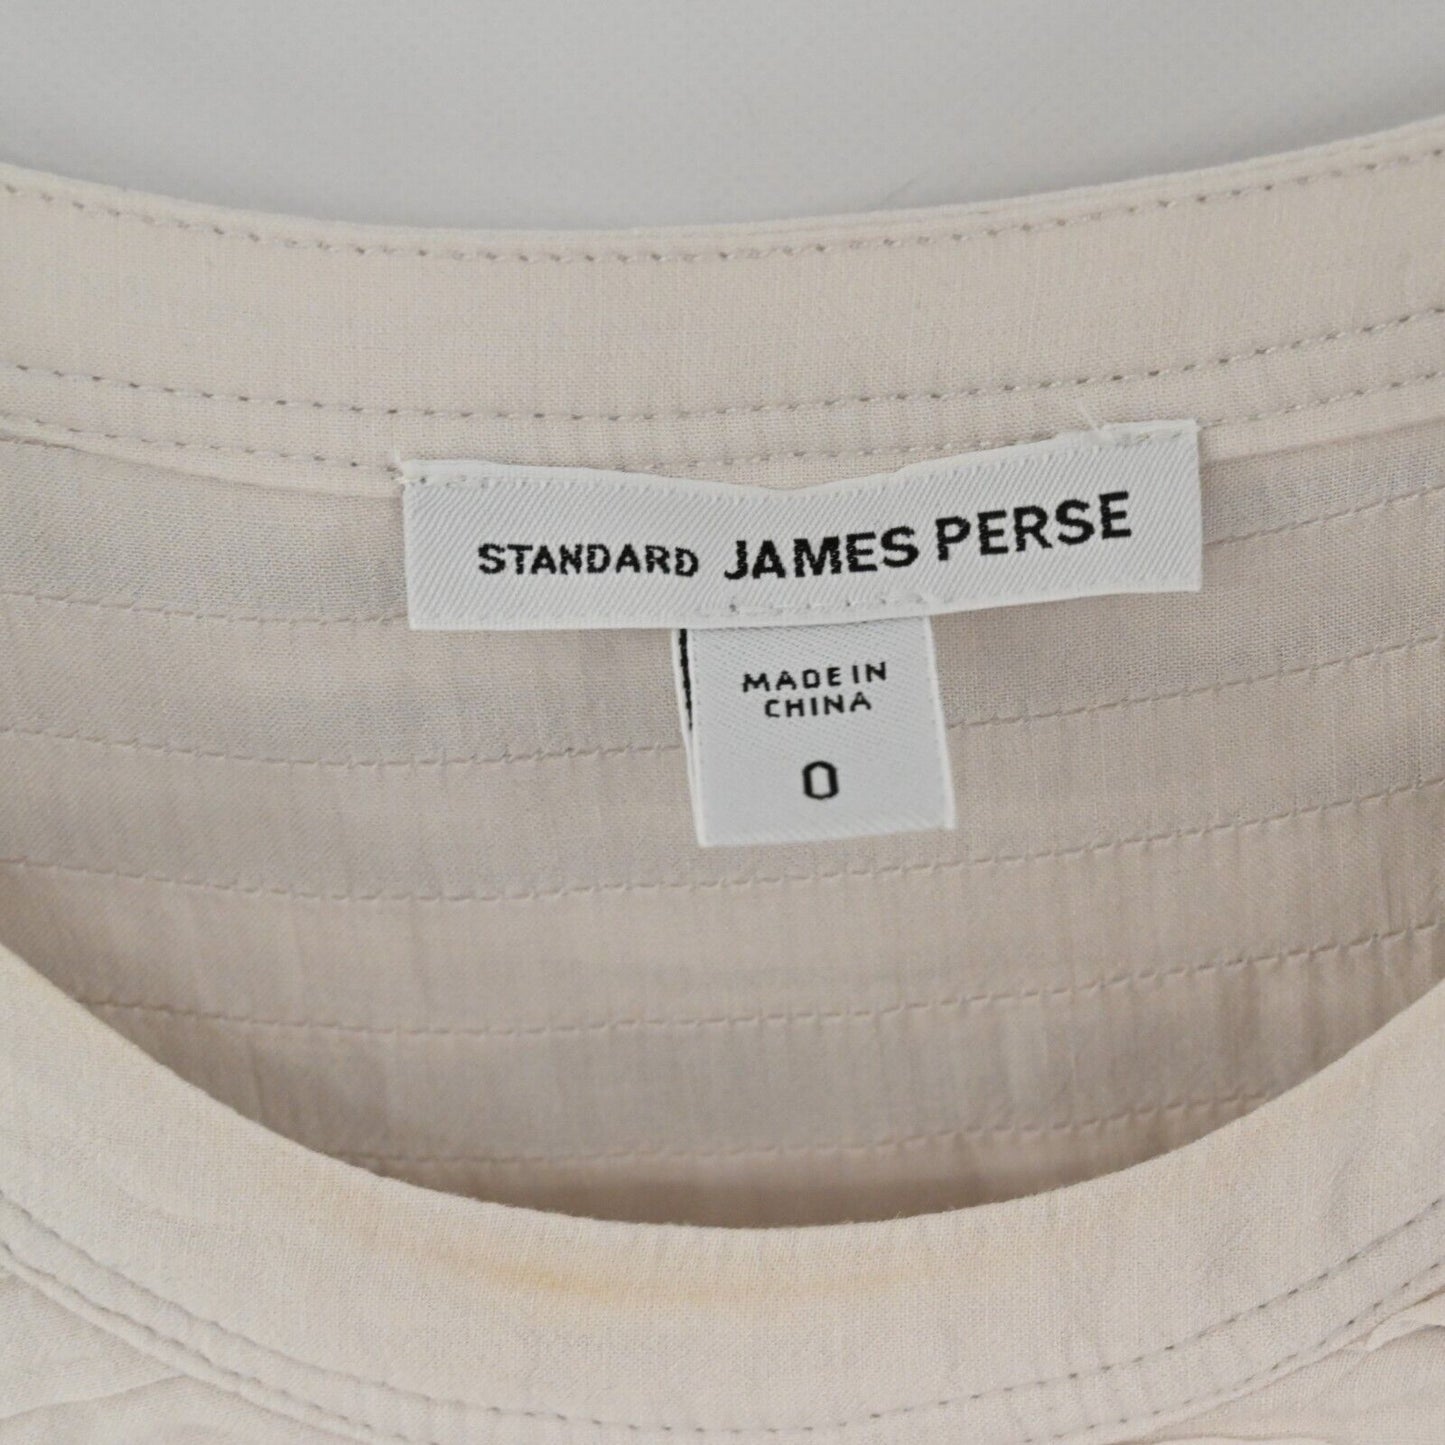 STANDARD JAMES PERSE
MADE IN
CHINA
0